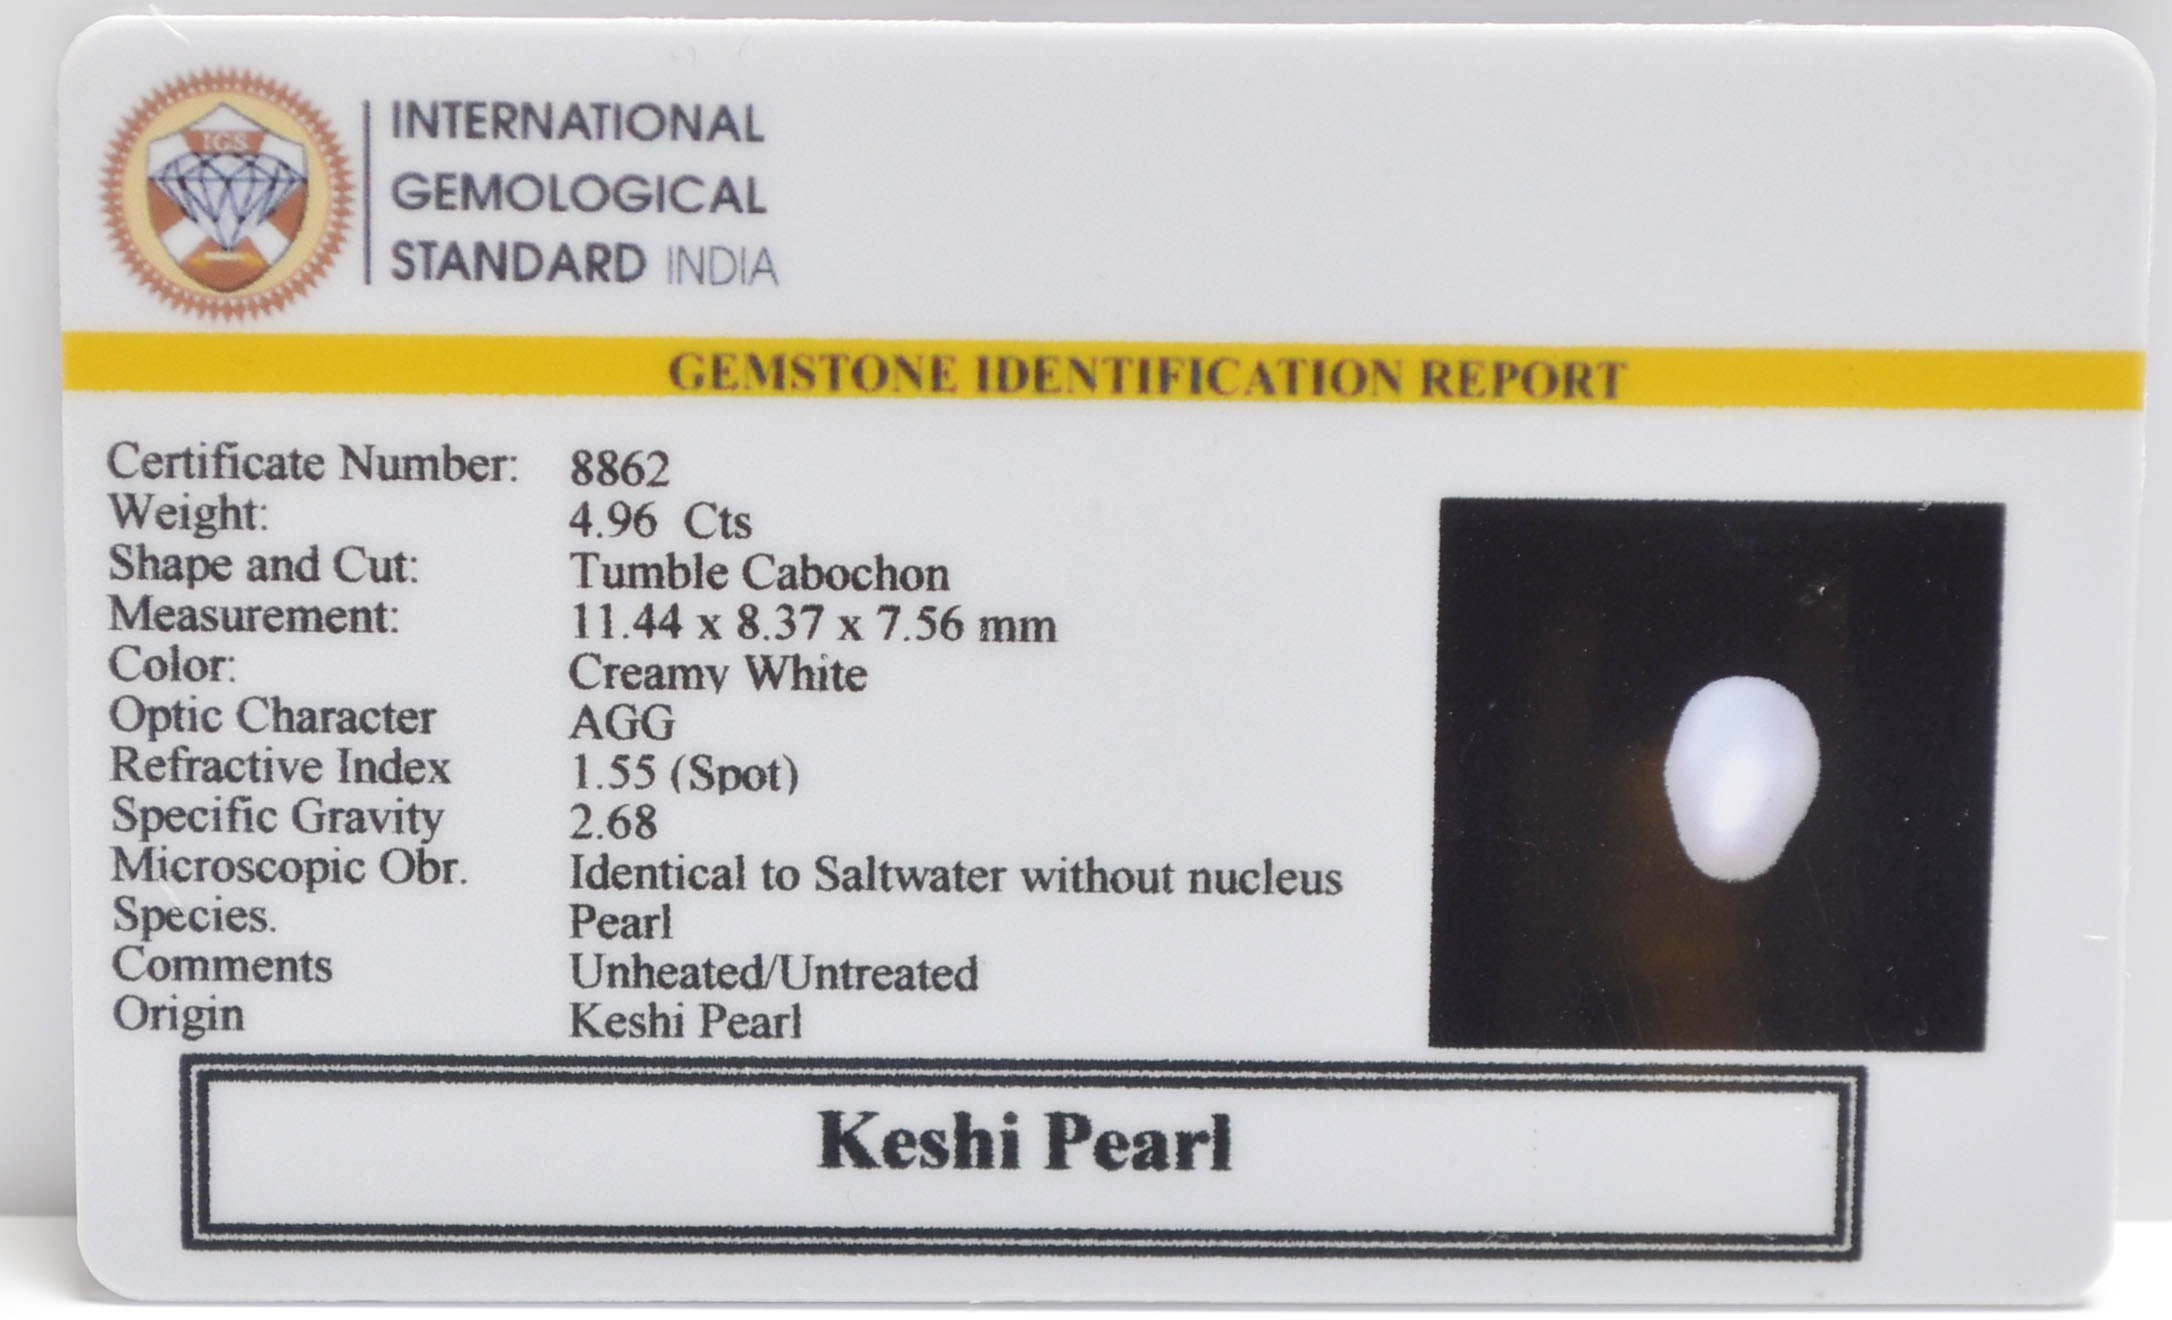 IGS
INTERNATIONAL
GEMOLOGICAL
STANDARD INDIA
GEMSTONE IDENTIFICATION REPORT
Certificate Number: 8862
Weight: 4.96 Cts
Shape and Cut: Tumble Cabochon
Measurement: 11.44 x 8.37 x 7.56 mm
Color: Creamy White
Optic Character AGG
Refractive Index 1.55 (Spot)
Specific Gravity 2.68
Microscopic Obr. Identical to Saltwater without nucleus
Species. Pearl
Comments Unheated/Untreated
Origin Keshi Pearl
Keshi Pearl